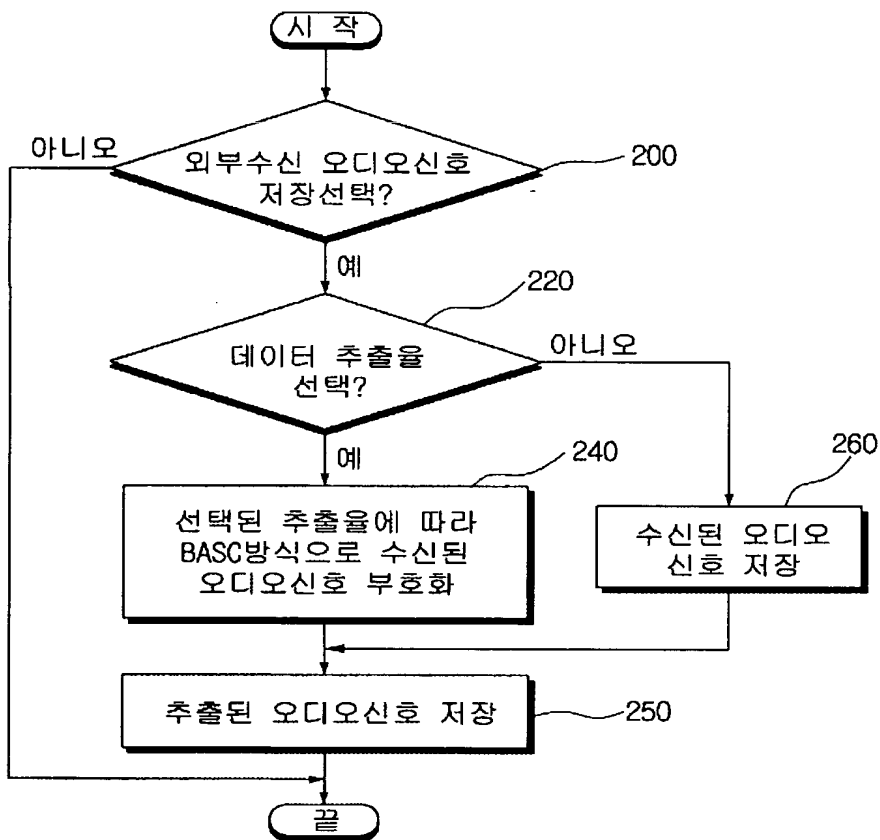 시 작
아니오
외부수신 오디오신호
저장선택?
200
예
220
데이터 추출율
선택?
아니오
예
240
선택된 추출율에 따라
BASC방식으로 수신된
오디오신호 부호화
260
수신된 오디오
신호 저장
추출된 오디오신호 저장
250
끝